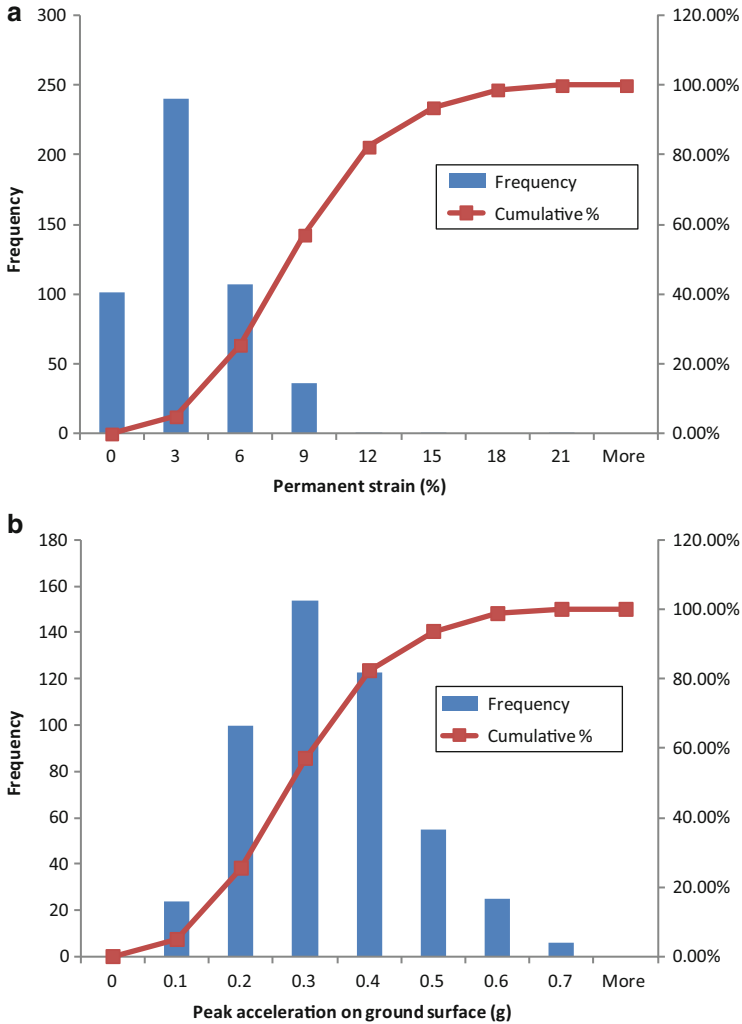 a
300 120.00%
250 100.00%
200 80.00%
Frequency
150 60.00%
Cumulative %
100 40.00%
50 20.00%
0 0.00%
Frequency
0 3 6 9 12 15 18 21 More
Permanent strain (%)
b
180 120.00%
160
140 100.00%
120 80.00%
Frequency
100
Cumulative %
60.00%
80
60 40.00%
40
20.00%
20
0 0.00%
Frequency
0 0.1 0.2 0.3 0.4 0.5 0.6 0.7 More
Peak acceleration on ground surface (g)